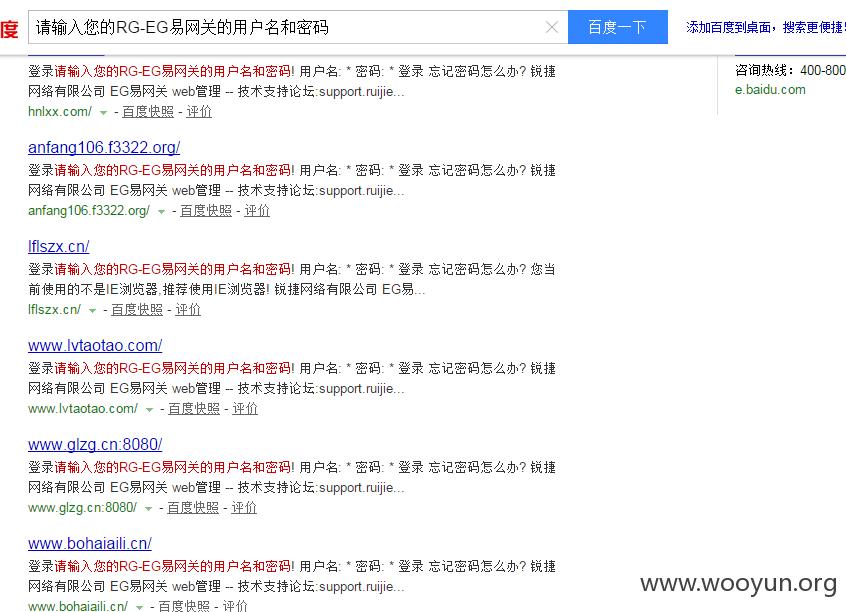 度 请输入您的RG-EG易网关的用户名和密码 百度一下 添加百度到桌面，搜索更便捷!
登录请输入您的RG-EG易网关的用户名和密码! 用户名: * 密码: * 登录 忘记密码怎么办? 锐捷
网络有限公司 EG易网关 web管理 -- 技术支持论坛:support.ruijie...
hnlxx.com/ - 百度快照 - 评价
咨询热线：400-800
e.baidu.com
anfang106.f3322.org/
登录请输入您的RG-EG易网关的用户名和密码! 用户名: * 密码: * 登录 忘记密码怎么办? 锐捷
网络有限公司 EG易网关 web管理 -- 技术支持论坛:support.ruijie...
anfang106.f3322.org/ - 百度快照 - 评价
lflszx.cn/
登录请输入您的RG-EG易网关的用户名和密码! 用户名: * 密码: * 登录 忘记密码怎么办? 您当
前使用的不是IE浏览器,推荐使用IE浏览器! 锐捷网络有限公司 EG易...
lflszx.cn/ - 百度快照 - 评价
www.lvtaotao.com/
登录请输入您的RG-EG易网关的用户名和密码! 用户名: * 密码: * 登录 忘记密码怎么办? 锐捷
网络有限公司 EG易网关 web管理 -- 技术支持论坛:support.ruijie...
www.lvtaotao.com/ - 百度快照 - 评价
www.glzg.cn:8080/
登录请输入您的RG-EG易网关的用户名和密码! 用户名: * 密码: * 登录 忘记密码怎么办? 锐捷
网络有限公司 EG易网关 web管理 -- 技术支持论坛:support.ruijie...
www.glzg.cn:8080/ - 百度快照 - 评价
www.bohaiaili.cn/
登录请输入您的RG-EG易网关的用户名和密码! 用户名: * 密码: * 登录 忘记密码怎么办? 锐捷
网络有限公司 EG易网关 web管理 -- 技术支持论坛:support.ruijie...
www.bohaiaili.cn/ - 百度快照 - 评价
www.wooyun.org